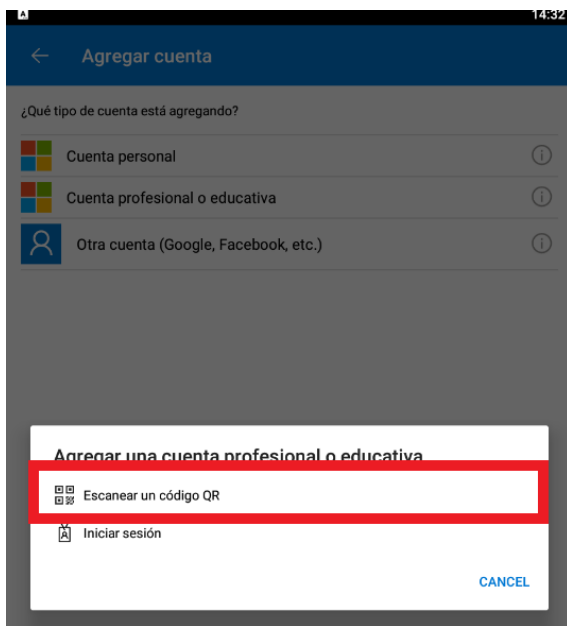 A
14:32
Agregar cuenta
¿Qué tipo de cuenta está agregando?
Cuenta personal
Cuenta profesional o educativa
Otra cuenta (Google, Facebook, etc.)
Agregar una cuenta profesional o educativa
Escanear un código QR
Iniciar sesión
CANCEL